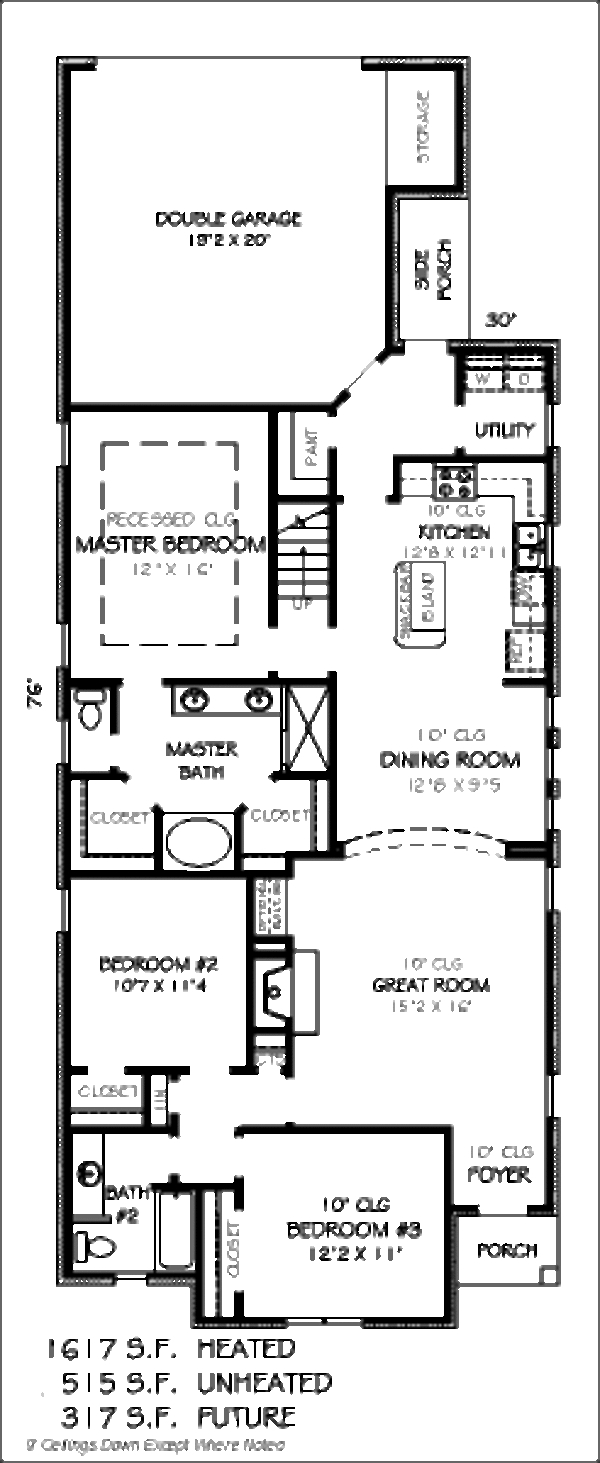 STORAGE
DOUBLE GARAGE
19'2 X 20'
SIDE
PORCH
30'
W D
UTILITY
PANT
10' CLG
KITCHEN
12'8 X 12'11
RECESSED CLG
MASTER BEDROOM
12' X 16'
UP
SNACK BAR
ISLAND
DW
REF
76'
MASTER
BATH
10' CLG
DINING ROOM
12'8 X 9'5
CLOSET
CLOSET
BEDROOM #2
10'7 X 11'4
10' CLG
GREAT ROOM
15'2 X 16'
CLOSET
LIN
10' CLG
FOYER
BATH
#2
10' CLG
BEDROOM #3
12'2 X 11'
CLOSET
PORCH
1617 S.F. HEATED
515 S.F. UNHEATED
317 S.F. FUTURE
9' Ceilings Down Except Where Noted